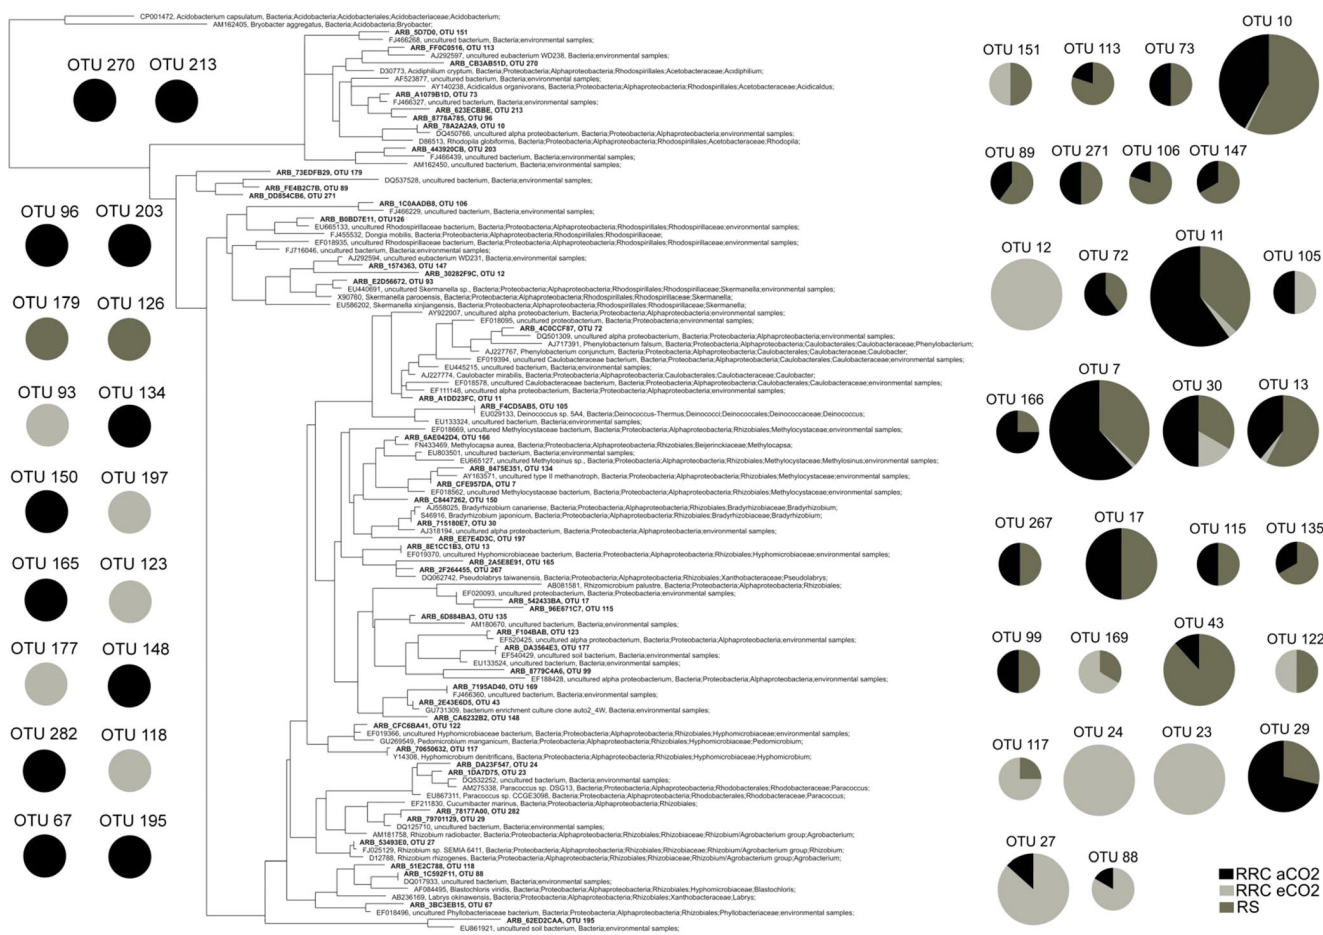 OTU 270
OTU 213
OTU 96
OTU 203
OTU 179
OTU 126
OTU 93
OTU 134
OTU 150
OTU 197
OTU 165
OTU 123
OTU 177
OTU 148
OTU 282
OTU 118
OTU 67
OTU 195
CP001472, Acidobacterium capsulatum, Bacteria;Acidobacteria;Acidobacteriales;Acidobacteriaceae;Acidobacterium;
AM162405, Bryobacter aggregatus, Bacteria;Acidobacteria;Bryobacter;
ARB_5D7D0, OTU 151
FJ466268, uncultured bacterium, Bacteria;environmental samples;
ARB_FF0C0516, OTU 113
AJ292597, uncultured eubacterium WD238, Bacteria;environmental samples;
ARB_CB3AB51D, OTU 270
D30773, Acidiphilium cryptum, Bacteria;Proteobacteria;Alphaproteobacteria;Rhodospirillales;Acetobacteraceae;Acidiphilium;
AF523877, uncultured bacterium, Bacteria;environmental samples;
AY140238, Acidicaldus organivorans, Bacteria;Proteobacteria;Alphaproteobacteria;Rhodospirillales;Acetobacteraceae;Acidicaldus;
ARB_A1079B1D, OTU 73
FJ466327, uncultured bacterium, Bacteria;environmental samples;
ARB_623ECBBE, OTU 213
ARB_8778A785, OTU 96
ARB_78A2A2A9, OTU 10
DQ450766, uncultured alpha proteobacterium, Bacteria;Proteobacteria;Alphaproteobacteria;environmental samples;
D86513, Rhodopila globiformis, Bacteria;Proteobacteria;Alphaproteobacteria;Rhodospirillales;Acetobacteraceae;Rhodopila;
ARB_443920CB, OTU 203
FJ466439, uncultured bacterium, Bacteria;environmental samples;
AM162450, uncultured bacterium, Bacteria;environmental samples;
ARB_73EDFB29, OTU 179
DQ537528, uncultured bacterium, Bacteria;environmental samples;
ARB_FE4B2C7B, OTU 89
ARB_DD854CB6, OTU 271
ARB_1C0AADB8, OTU 106
FJ466229, uncultured bacterium, Bacteria;environmental samples;
ARB_B0BD7E11, OTU126
EU665133, uncultured Rhodospirillaceae bacterium, Bacteria;Proteobacteria;Alphaproteobacteria;Rhodospirillales;Rhodospirillaceae;environmental samples;
FJ455532, Dongia mobilis, Bacteria;Proteobacteria;Alphaproteobacteria;Rhodospirillales;Rhodospirillaceae;
EF018935, uncultured Rhodospirillaceae bacterium, Bacteria;Proteobacteria;Alphaproteobacteria;Rhodospirillales;Rhodospirillaceae;environmental samples;
FJ716046, uncultured bacterium, Bacteria;environmental samples;
AJ292594, uncultured eubacterium WD231, Bacteria;environmental samples;
ARB_1574363, OTU 147
ARB_30282F9C, OTU 12
ARB_E2D56672, OTU 93
EU440691, uncultured Skermanella sp., Bacteria;Proteobacteria;Alphaproteobacteria;Rhodospirillales;Rhodospirillaceae;Skermanella;environmental samples;
X90760, Skermanella parooensis, Bacteria;Proteobacteria;Alphaproteobacteria;Rhodospirillales;Rhodospirillaceae;Skermanella;
EU586202, Skermanella xinjiangensis, Bacteria;Proteobacteria;Alphaproteobacteria;Rhodospirillales;Rhodospirillaceae;Skermanella;
AY922007, uncultured alpha proteobacterium, Bacteria;Proteobacteria;Alphaproteobacteria;environmental samples;
EF018095, uncultured proteobacterium, Bacteria;Proteobacteria;environmental samples;
ARB_4C0CCF87, OTU 72
DQ501309, uncultured alpha proteobacterium, Bacteria;Proteobacteria;Alphaproteobacteria;environmental samples;
AJ717391, Phenylobacterium falsum, Bacteria;Proteobacteria;Alphaproteobacteria;Caulobacterales;Caulobacteraceae;Phenylobacterium;
AJ227767, Phenylobacterium conjunctum, Bacteria;Proteobacteria;Alphaproteobacteria;Caulobacterales;Caulobacteraceae;Caulobacter;
EF019394, uncultured Caulobacteraceae bacterium, Bacteria;Proteobacteria;Alphaproteobacteria;Caulobacterales;Caulobacteraceae;environmental samples;
EU445215, uncultured bacterium, Bacteria;environmental samples;
AJ227774, Caulobacter mirabilis, Bacteria;Proteobacteria;Alphaproteobacteria;Caulobacterales;Caulobacteraceae;Caulobacter;
EF018578, uncultured Caulobacteraceae bacterium, Bacteria;Proteobacteria;Alphaproteobacteria;Caulobacterales;Caulobacteraceae;environmental samples;
EF111148, uncultured alpha proteobacterium, Bacteria;Proteobacteria;Alphaproteobacteria;environmental samples;
ARB_A1DD23FC, OTU 11
ARB_F4CD5AB5, OTU 105
EU029133, Deinococcus sp. 5A4, Bacteria;Deinococcus-Thermus;Deinococci;Deinococcales;Deinococcaceae;Deinococcus;
EU133324, uncultured bacterium, Bacteria;environmental samples;
EF018669, uncultured Methylocystaceae bacterium, Bacteria;Proteobacteria;Alphaproteobacteria;Rhizobiales;Methylocystaceae;environmental samples;
ARB_6AE042D4, OTU 166
FN433469, Methylocapsa aurea, Bacteria;Proteobacteria;Alphaproteobacteria;Rhizobiales;Beijerinckiaceae;Methylocapsa;
EU803501, uncultured bacterium, Bacteria;environmental samples;
EU665127, uncultured Methylosinus sp., Bacteria;Proteobacteria;Alphaproteobacteria;Rhizobiales;Methylocystaceae;Methylosinus;environmental samples;
ARB_8475E351, OTU 134
AY163571, uncultured type II methanotroph, Bacteria;Proteobacteria;Alphaproteobacteria;Rhizobiales;Methylocystaceae;environmental samples;
ARB_CFE957DA, OTU 7
EF018562, uncultured Methylocystaceae bacterium, Bacteria;Proteobacteria;Alphaproteobacteria;Rhizobiales;Methylocystaceae;environmental samples;
ARB_C8447262, OTU 150
AJ558025, Bradyrhizobium canariense, Bacteria;Proteobacteria;Alphaproteobacteria;Rhizobiales;Bradyrhizobiaceae;Bradyrhizobium;
S46916, Bradyrhizobium japonicum, Bacteria;Proteobacteria;Alphaproteobacteria;Rhizobiales;Bradyrhizobiaceae;Bradyrhizobium;
ARB_715180E7, OTU 30
AJ318194, uncultured alpha proteobacterium, Bacteria;Proteobacteria;Alphaproteobacteria;environmental samples;
ARB_EE7E4D3C, OTU 197
ARB_8E1CC1B3, OTU 13
EF019370, uncultured Hyphomicrobiaceae bacterium, Bacteria;Proteobacteria;Alphaproteobacteria;Rhizobiales;Hyphomicrobiaceae;environmental samples;
ARB_2A5E8E91, OTU 165
ARB_2F264455, OTU 267
DQ062742, Pseudolabrys taiwanensis, Bacteria;Proteobacteria;Alphaproteobacteria;Rhizobiales;Xanthobacteraceae;Pseudolabrys;
AB081581, Rhizomicrobium palustre, Bacteria;Proteobacteria;Alphaproteobacteria;Rhizobiales;
EF020093, uncultured proteobacterium, Bacteria;Proteobacteria;environmental samples;
ARB_542433BA, OTU 17
ARB_96E671C7, OTU 115
ARB_6D884BA3, OTU 135
AM180670, uncultured bacterium, Bacteria;environmental samples;
ARB_F104BAB, OTU 123
EF520425, uncultured alpha proteobacterium, Bacteria;Proteobacteria;Alphaproteobacteria;environmental samples;
ARB_DA3564E3, OTU 177
EF540429, uncultured soil bacterium, Bacteria;environmental samples;
EU133524, uncultured bacterium, Bacteria;environmental samples;
ARB_8779C4A6, OTU 99
EF188428, uncultured alpha proteobacterium, Bacteria;Proteobacteria;Alphaproteobacteria;environmental samples;
ARB_7195AD40, OTU 169
FJ466360, uncultured bacterium, Bacteria;environmental samples;
ARB_2E43E6D5, OTU 43
GU731309, bacterium enrichment culture clone auto2_4W, Bacteria;environmental samples;
ARB_CA6232B2, OTU 148
ARB_CFC6BA41, OTU 122
EF019366, uncultured Hyphomicrobiaceae bacterium, Bacteria;Proteobacteria;Alphaproteobacteria;Rhizobiales;Hyphomicrobiaceae;environmental samples;
GU269549, Pedomicrobium manganicum, Bacteria;Proteobacteria;Alphaproteobacteria;Rhizobiales;Hyphomicrobiaceae;Pedomicrobium;
ARB_70650632, OTU 117
Y14308, Hyphomicrobium denitrificans, Bacteria;Proteobacteria;Alphaproteobacteria;Rhizobiales;Hyphomicrobiaceae;Hyphomicrobium;
ARB_DA23F547, OTU 24
ARB_1DA7D75, OTU 23
DQ532252, uncultured bacterium, Bacteria;environmental samples;
AM275338, Paracoccus sp. DSG13, Bacteria;Proteobacteria;Alphaproteobacteria;Rhodobacterales;Rhodobacteraceae;Paracoccus;
EU867311, Paracoccus sp. CCGE3098, Bacteria;Proteobacteria;Alphaproteobacteria;Rhodobacterales;Rhodobacteraceae;Paracoccus;
EF211830, Cucumibacter marinus, Bacteria;Proteobacteria;Alphaproteobacteria;Rhizobiales;
ARB_78177A00, OTU 282
ARB_79701129, OTU 29
DQ125710, uncultured bacterium, Bacteria;environmental samples;
AM181758, Rhizobium radiobacter, Bacteria;Proteobacteria;Alphaproteobacteria;Rhizobiales;Rhizobiaceae;Rhizobium/Agrobacterium group;Agrobacterium;
ARB_53493E0, OTU 27
FJ025129, Rhizobium sp. SEMIA 6411, Bacteria;Proteobacteria;Alphaproteobacteria;Rhizobiales;Rhizobiaceae;Rhizobium/Agrobacterium group;Rhizobium;
D12788, Rhizobium rhizogenes, Bacteria;Proteobacteria;Alphaproteobacteria;Rhizobiales;Rhizobiaceae;Rhizobium/Agrobacterium group;Agrobacterium;
ARB_51E2C788, OTU 118
ARB_1C592F11, OTU 88
DQ017933, uncultured bacterium, Bacteria;environmental samples;
AF084495, Blastochloris viridis, Bacteria;Proteobacteria;Alphaproteobacteria;Rhizobiales;Hyphomicrobiaceae;Blastochloris;
AB236169, Labrys okinawensis, Bacteria;Proteobacteria;Alphaproteobacteria;Rhizobiales;Xanthobacteraceae;Labrys;
ARB_3BC3EB15, OTU 67
EF018496, uncultured Phyllobacteriaceae bacterium, Bacteria;Proteobacteria;Alphaproteobacteria;Rhizobiales;Phyllobacteriaceae;environmental samples;
ARB_62ED2CAA, OTU 195
EU861921, uncultured soil bacterium, Bacteria;environmental samples;
OTU 151
OTU 113
OTU 73
OTU 10
OTU 89
OTU 271
OTU 106
OTU 147
OTU 12
OTU 72
OTU 11
OTU 105
OTU 166
OTU 7
OTU 30
OTU 13
OTU 267
OTU 17
OTU 115
OTU 135
OTU 99
OTU 169
OTU 43
OTU 122
OTU 117
OTU 24
OTU 23
OTU 29
OTU 27
OTU 88
RRC aCO2
RRC eCO2
RS